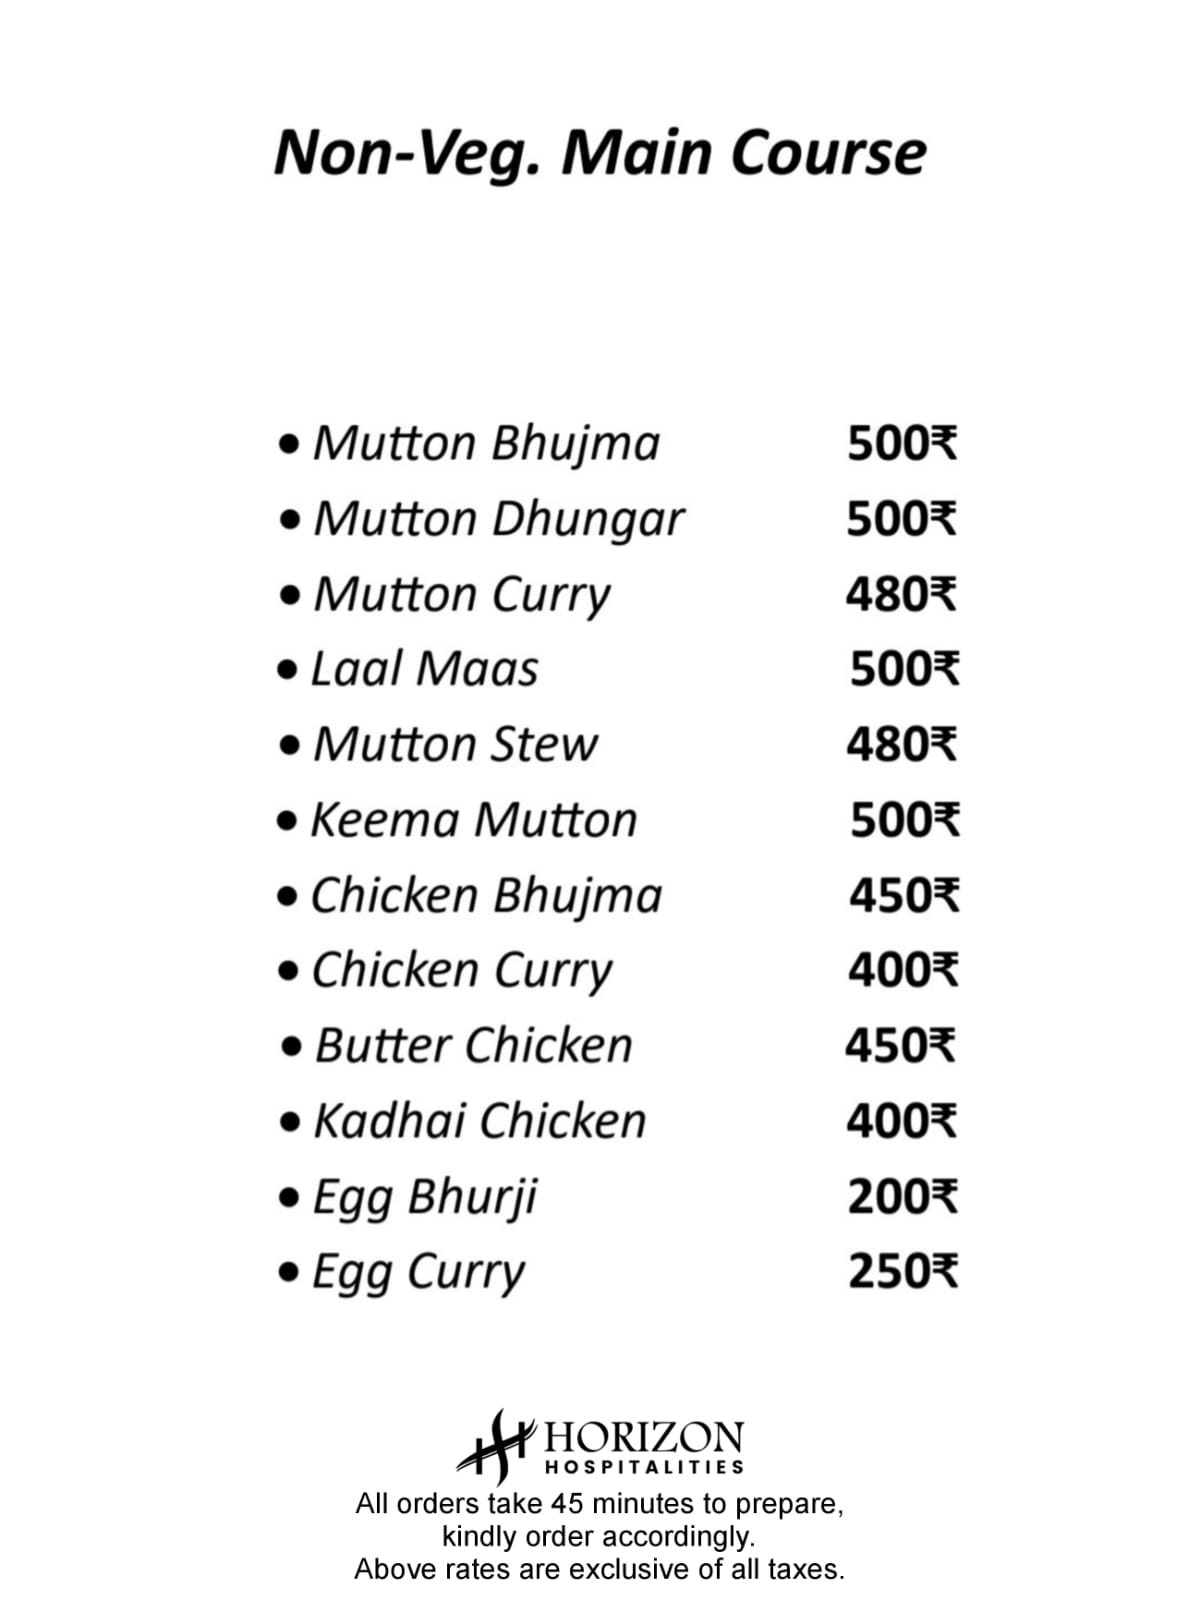 Non-Veg. Main Course
• Mutton Bhujma 500₹
• Mutton Dhungar 500₹
• Mutton Curry 480₹
• Laal Maas 500₹
• Mutton Stew 480₹
• Keema Mutton 500₹
• Chicken Bhujma 450₹
• Chicken Curry 400₹
• Butter Chicken 450₹
• Kadhai Chicken 400₹
• Egg Bhurji 200₹
• Egg Curry 250₹
HORIZON
HOSPITALITIES
All orders take 45 minutes to prepare,
kindly order accordingly.
Above rates are exclusive of all taxes.